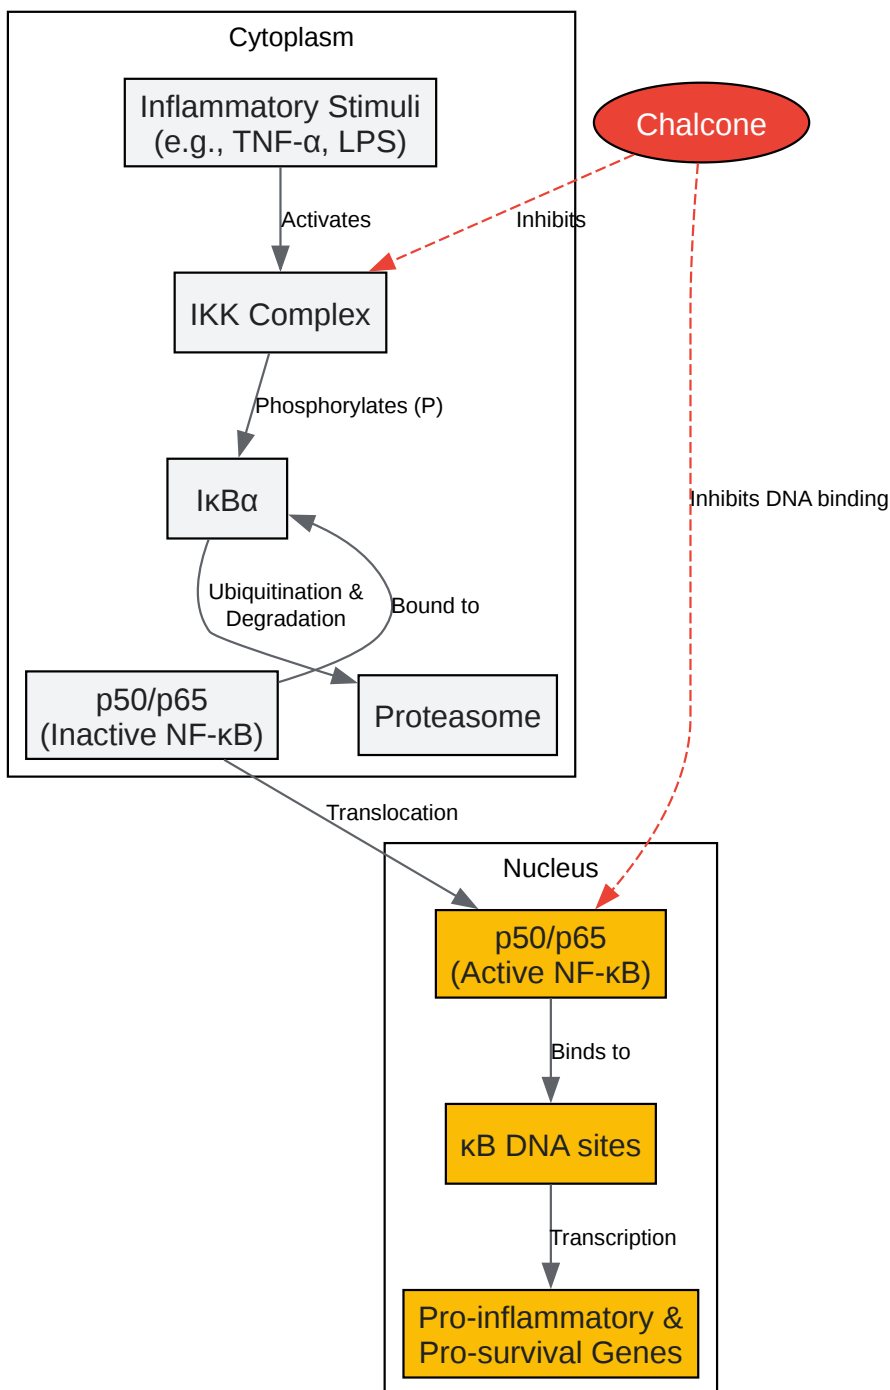 Cytoplasm
Inflammatory Stimuli
(e.g., TNF-α, LPS)
Chalcone
Activates
Inhibits
IKK Complex
Phosphorylates (P)
IκBα
Inhibits DNA binding
Ubiquitination &
Degradation
Bound to
p50/p65
(Inactive NF-κB)
Proteasome
Translocation
Nucleus
p50/p65
(Active NF-κB)
Binds to
κB DNA sites
Transcription
Pro-inflammatory &
Pro-survival Genes